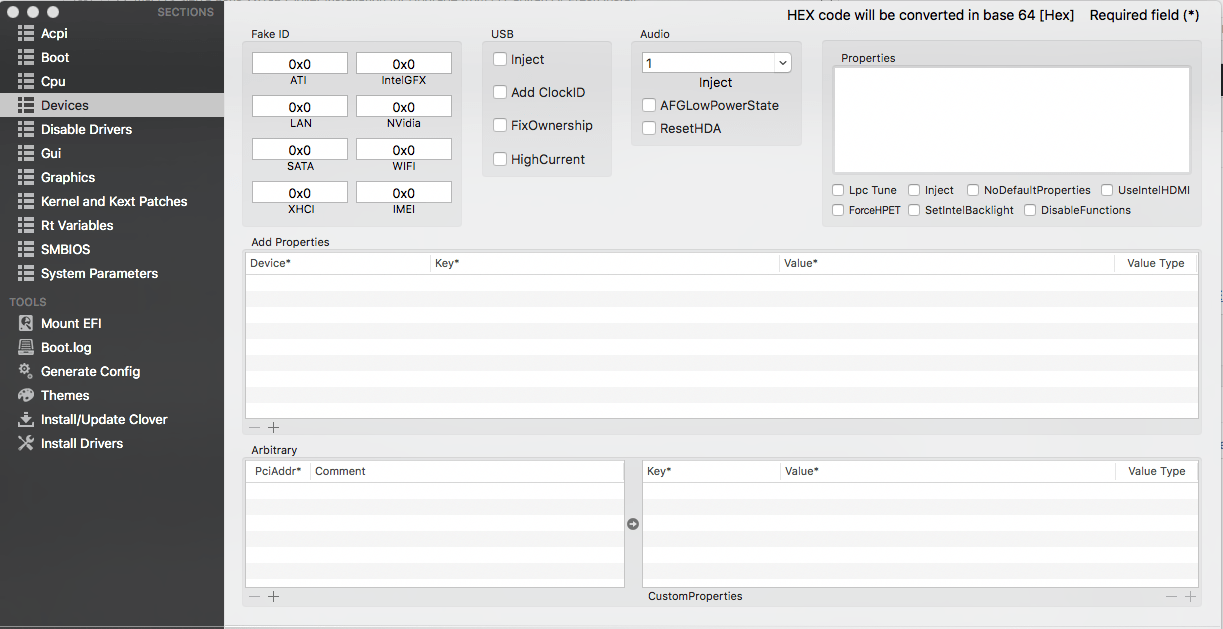 SECTIONS
Acpi
Boot
Cpu
Devices
Disable Drivers
Gui
Graphics
Kernel and Kext Patches
Rt Variables
SMBIOS
System Parameters
TOOLS
Mount EFI
Boot.log
Generate Config
Themes
Install/Update Clover
Install Drivers
HEX code will be converted in base 64 [Hex] Required field (*)
Fake ID
0x0 0x0
ATI IntelGFX
0x0 0x0
LAN NVidia
0x0 0x0
SATA WIFI
0x0 0x0
XHCI IMEI
USB
Inject
Add ClockID
FixOwnership
HighCurrent
Audio
1
Inject
AFGLowPowerState
ResetHDA
Properties
Lpc Tune Inject NoDefaultProperties UseIntelHDMI
ForceHPET SetIntelBacklight DisableFunctions
Add Properties
Device* Key* Value* Value Type
Arbitrary
PciAddr* Comment
Key* Value* Value Type
CustomProperties